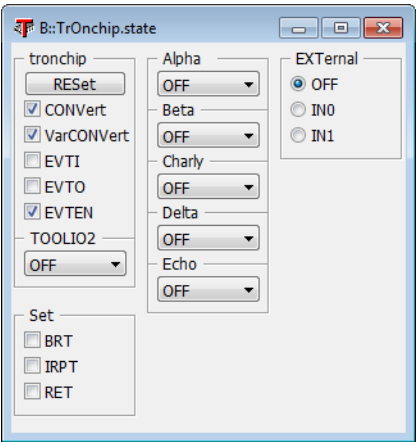 B::TrOnchip.state
tronchip
RESet
CONVert
VarCONVert
EVTI
EVTO
EVTEN
TOOLIO2
OFF
Set
BRT
IRPT
RET
Alpha
OFF
Beta
OFF
Charly
OFF
Delta
OFF
Echo
OFF
EXTernal
OFF
IN0
IN1